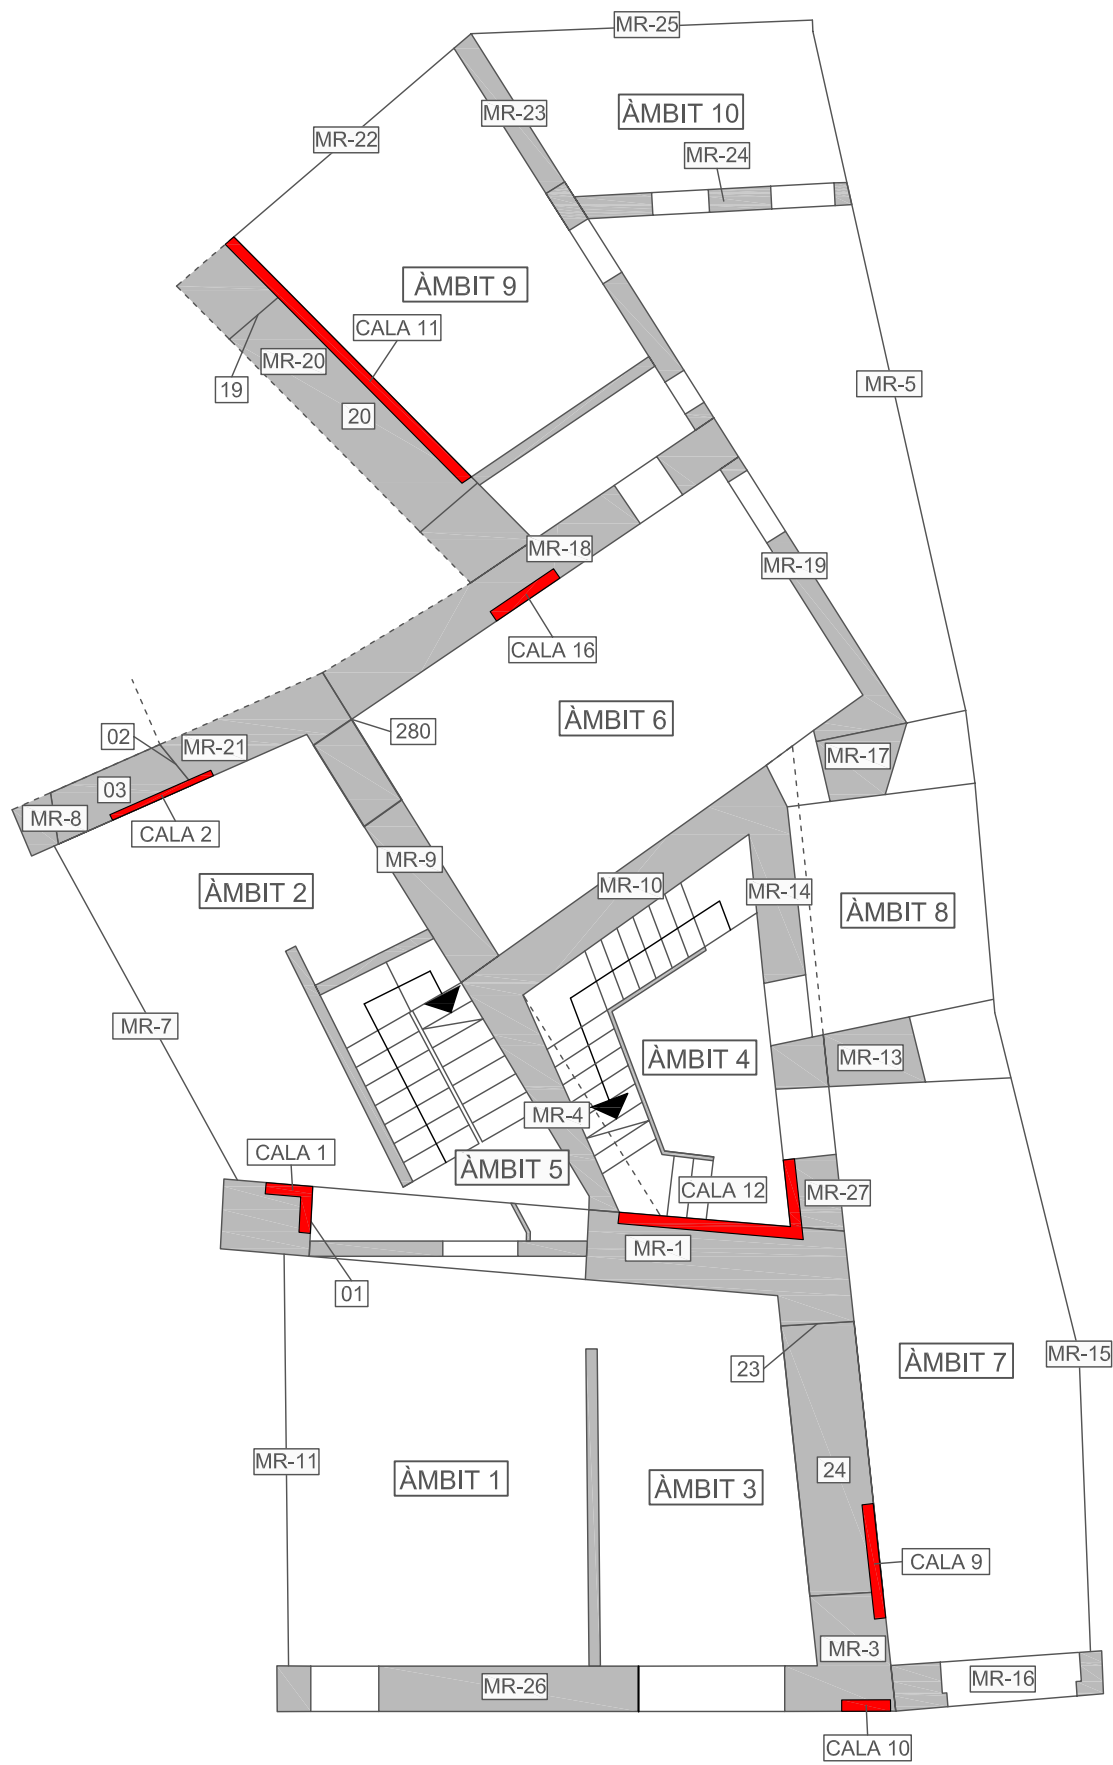 MR-25
ÀMBIT 10
MR-23
MR-22
MR-24
ÀMBIT 9
CALA 11
MR-20
19
20
MR-5
MR-18
MR-19
CALA 16
ÀMBIT 6
280
02
MR-21
MR-17
03
MR-8
CALA 2
MR-9
ÀMBIT 2
MR-10
MR-14
ÀMBIT 8
MR-7
ÀMBIT 4
MR-13
MR-4
CALA 1
ÀMBIT 5
CALA 12
MR-27
MR-1
01
23
ÀMBIT 7
MR-15
MR-11
ÀMBIT 1
ÀMBIT 3
24
CALA 9
MR-3
MR-26
MR-16
CALA 10